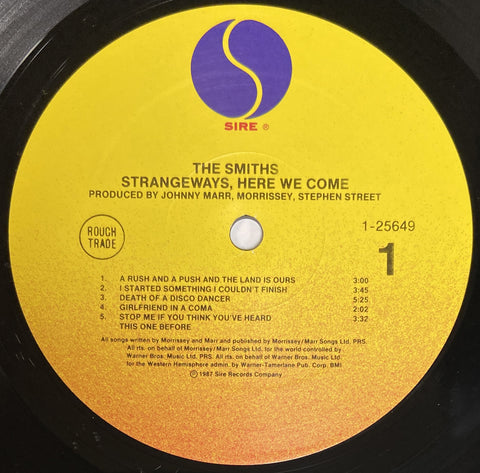 SIRE ®
THE SMITHS
STRANGEWAYS, HERE WE COME
PRODUCED BY JOHNNY MARR, MORRISSEY, STEPHEN STREET
ROUGH
TRADE
1-25649
1
1. A RUSH AND A PUSH AND THE LAND IS OURS 3:00
2. I STARTED SOMETHING I COULDN'T FINISH 3:45
3. DEATH OF A DISCO DANCER 5:25
4. GIRLFRIEND IN A COMA 2:02
5. STOP ME IF YOU THINK YOU'VE HEARD 3:32
THIS ONE BEFORE
All songs written by Morrissey and Marr and published by Morrissey/Marr Songs Ltd. PRS.
All rts. on behalf of Morrissey/Marr Songs Ltd. for the world controlled by
Warner Bros. Music Ltd. PRS. All rts. on behalf of Warner Bros. Music Ltd.
for the Western Hemisphere admin. by Warner-Tamerlane Pub. Corp. BMI
℗ 1987 Sire Records Company